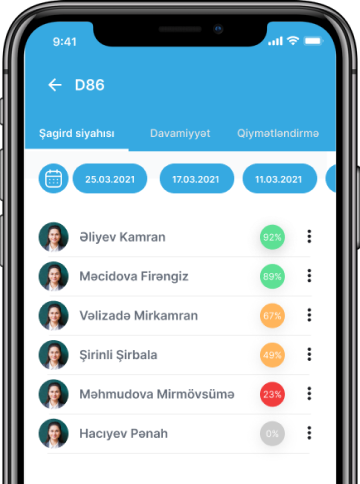 9:41
D86
Şagird siyahısı Davamiyyət Qiymətləndirmə
25.03.2021 17.03.2021 11.03.2021
Əliyev Kamran 92%
Məcidova Firəngiz 89%
Vəlizadə Mirkamran 67%
Şirinli Şirbala 49%
Məhmudova Mirmövsümə 23%
Hacıyev Pənah 0%